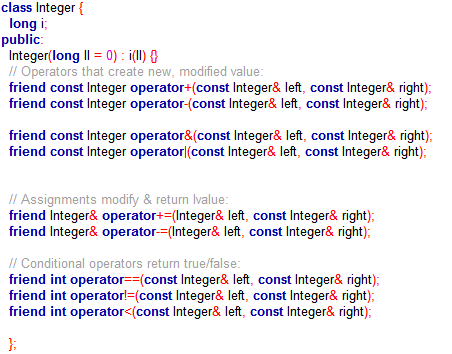 class Integer {
long i;
public:
Integer(long ll = 0) : i(ll) {}
// Operators that create new, modified value:
friend const Integer operator+(const Integer& left, const Integer& right);
friend const Integer operator-(const Integer& left, const Integer& right);
friend const Integer operator&(const Integer& left, const Integer& right);
friend const Integer operator|(const Integer& left, const Integer& right);
// Assignments modify & return lvalue:
friend Integer& operator+=(Integer& left, const Integer& right);
friend Integer& operator-=(Integer& left, const Integer& right);
// Conditional operators return true/false:
friend int operator==(const Integer& left, const Integer& right);
friend int operator!=(const Integer& left, const Integer& right);
friend int operator<(const Integer& left, const Integer& right);
};